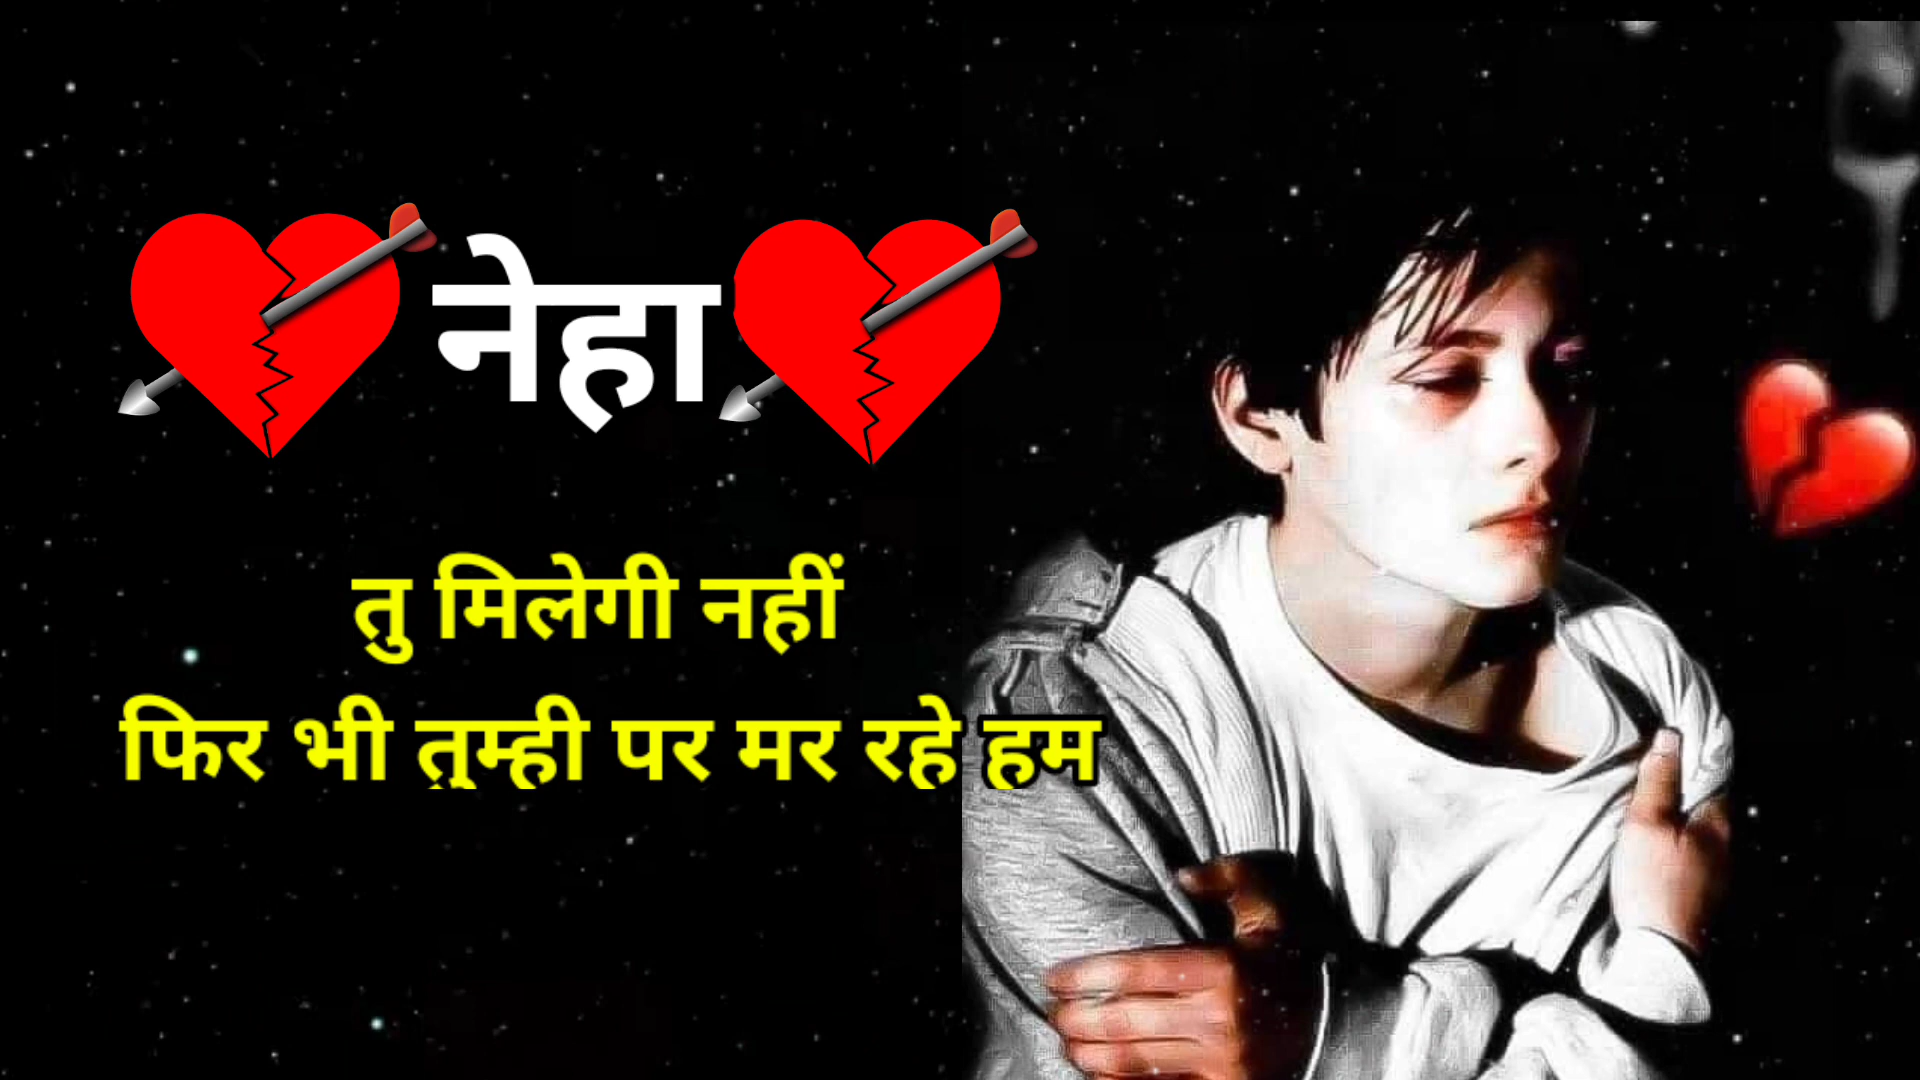 नेहा
तु मिलेगी नहीं
फिर भी तुम्ही पर मर रहे हम